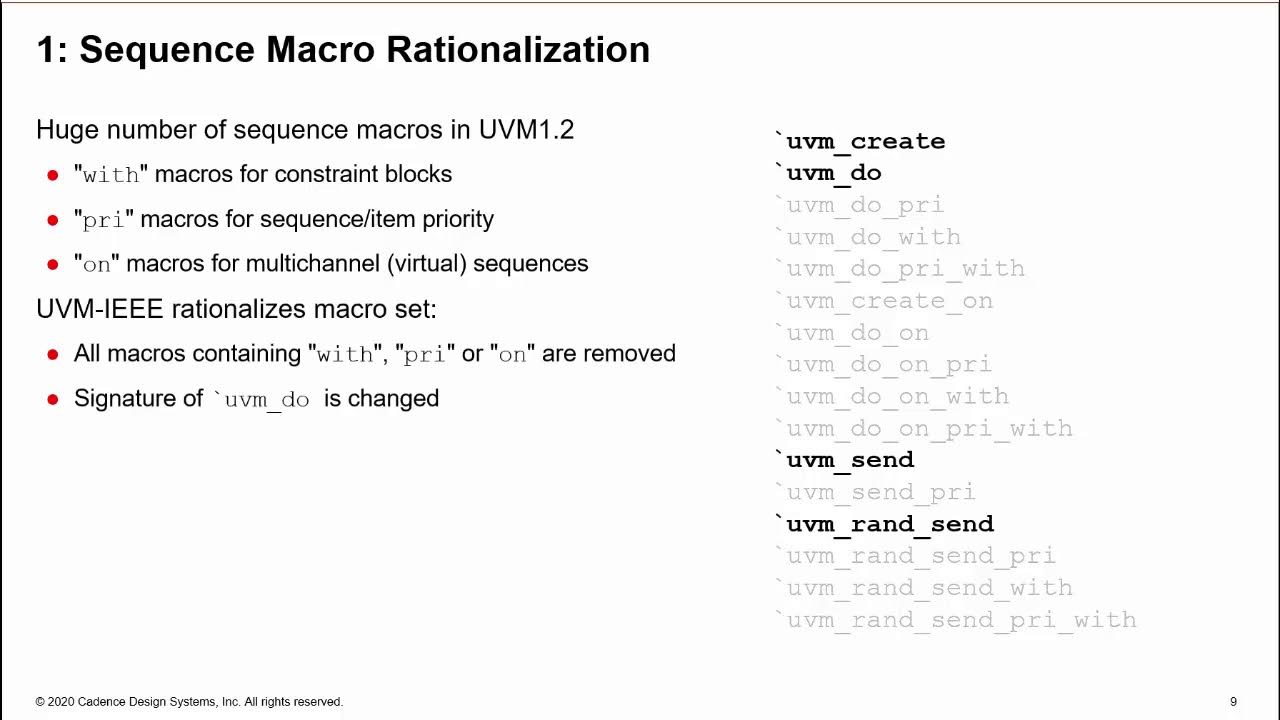 1: Sequence Macro Rationalization
Huge number of sequence macros in UVM1.2
● "with" macros for constraint blocks
● "pri" macros for sequence/item priority
● "on" macros for multichannel (virtual) sequences
UVM-IEEE rationalizes macro set:
● All macros containing "with", "pri" or "on" are removed
● Signature of `uvm_do is changed
`uvm_create
`uvm_do
`uvm_do_pri
`uvm_do_with
`uvm_do_pri_with
`uvm_create_on
`uvm_do_on
`uvm_do_on_pri
`uvm_do_on_with
`uvm_do_on_pri_with
`uvm_send
`uvm_send_pri
`uvm_rand_send
`uvm_rand_send_pri
`uvm_rand_send_with
`uvm_rand_send_pri_with
© 2020 Cadence Design Systems, Inc. All rights reserved.
9